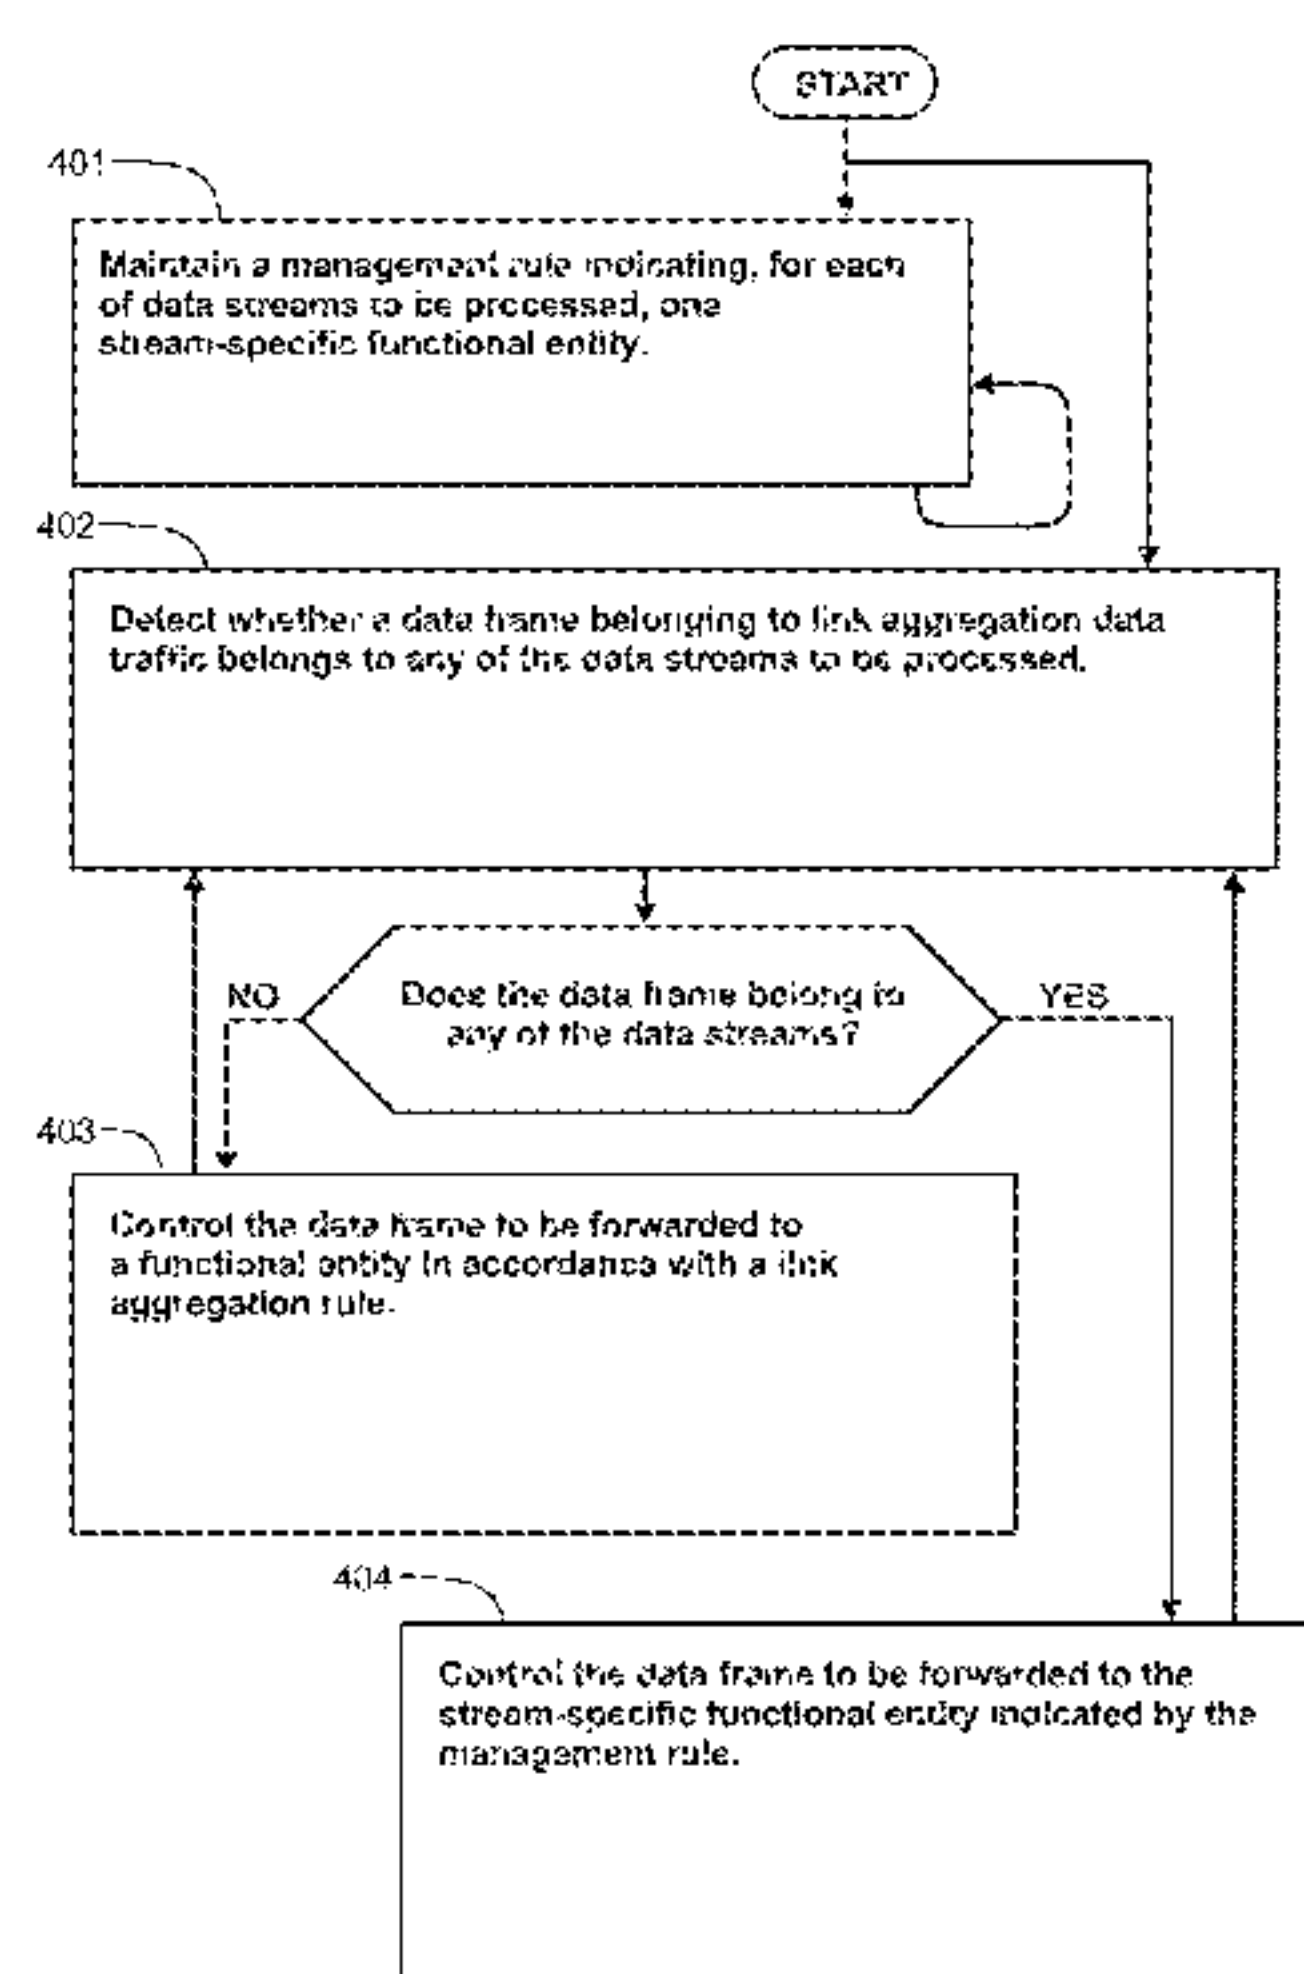 START
401
Maintain a management rule indicating, for each
of data streams to be processed, one
stream-specific functional entity.
402
Detect whether a data frame belonging to link aggregation data
traffic belongs to any of the data streams to be processed.
NO
Does the data frame belong to
any of the data streams?
YES
403
Control the data frame to be forwarded to
a functional entity in accordance with a link
aggregation rule.
404
Control the data frame to be forwarded to the
stream-specific functional entity indicated by the
management rule.